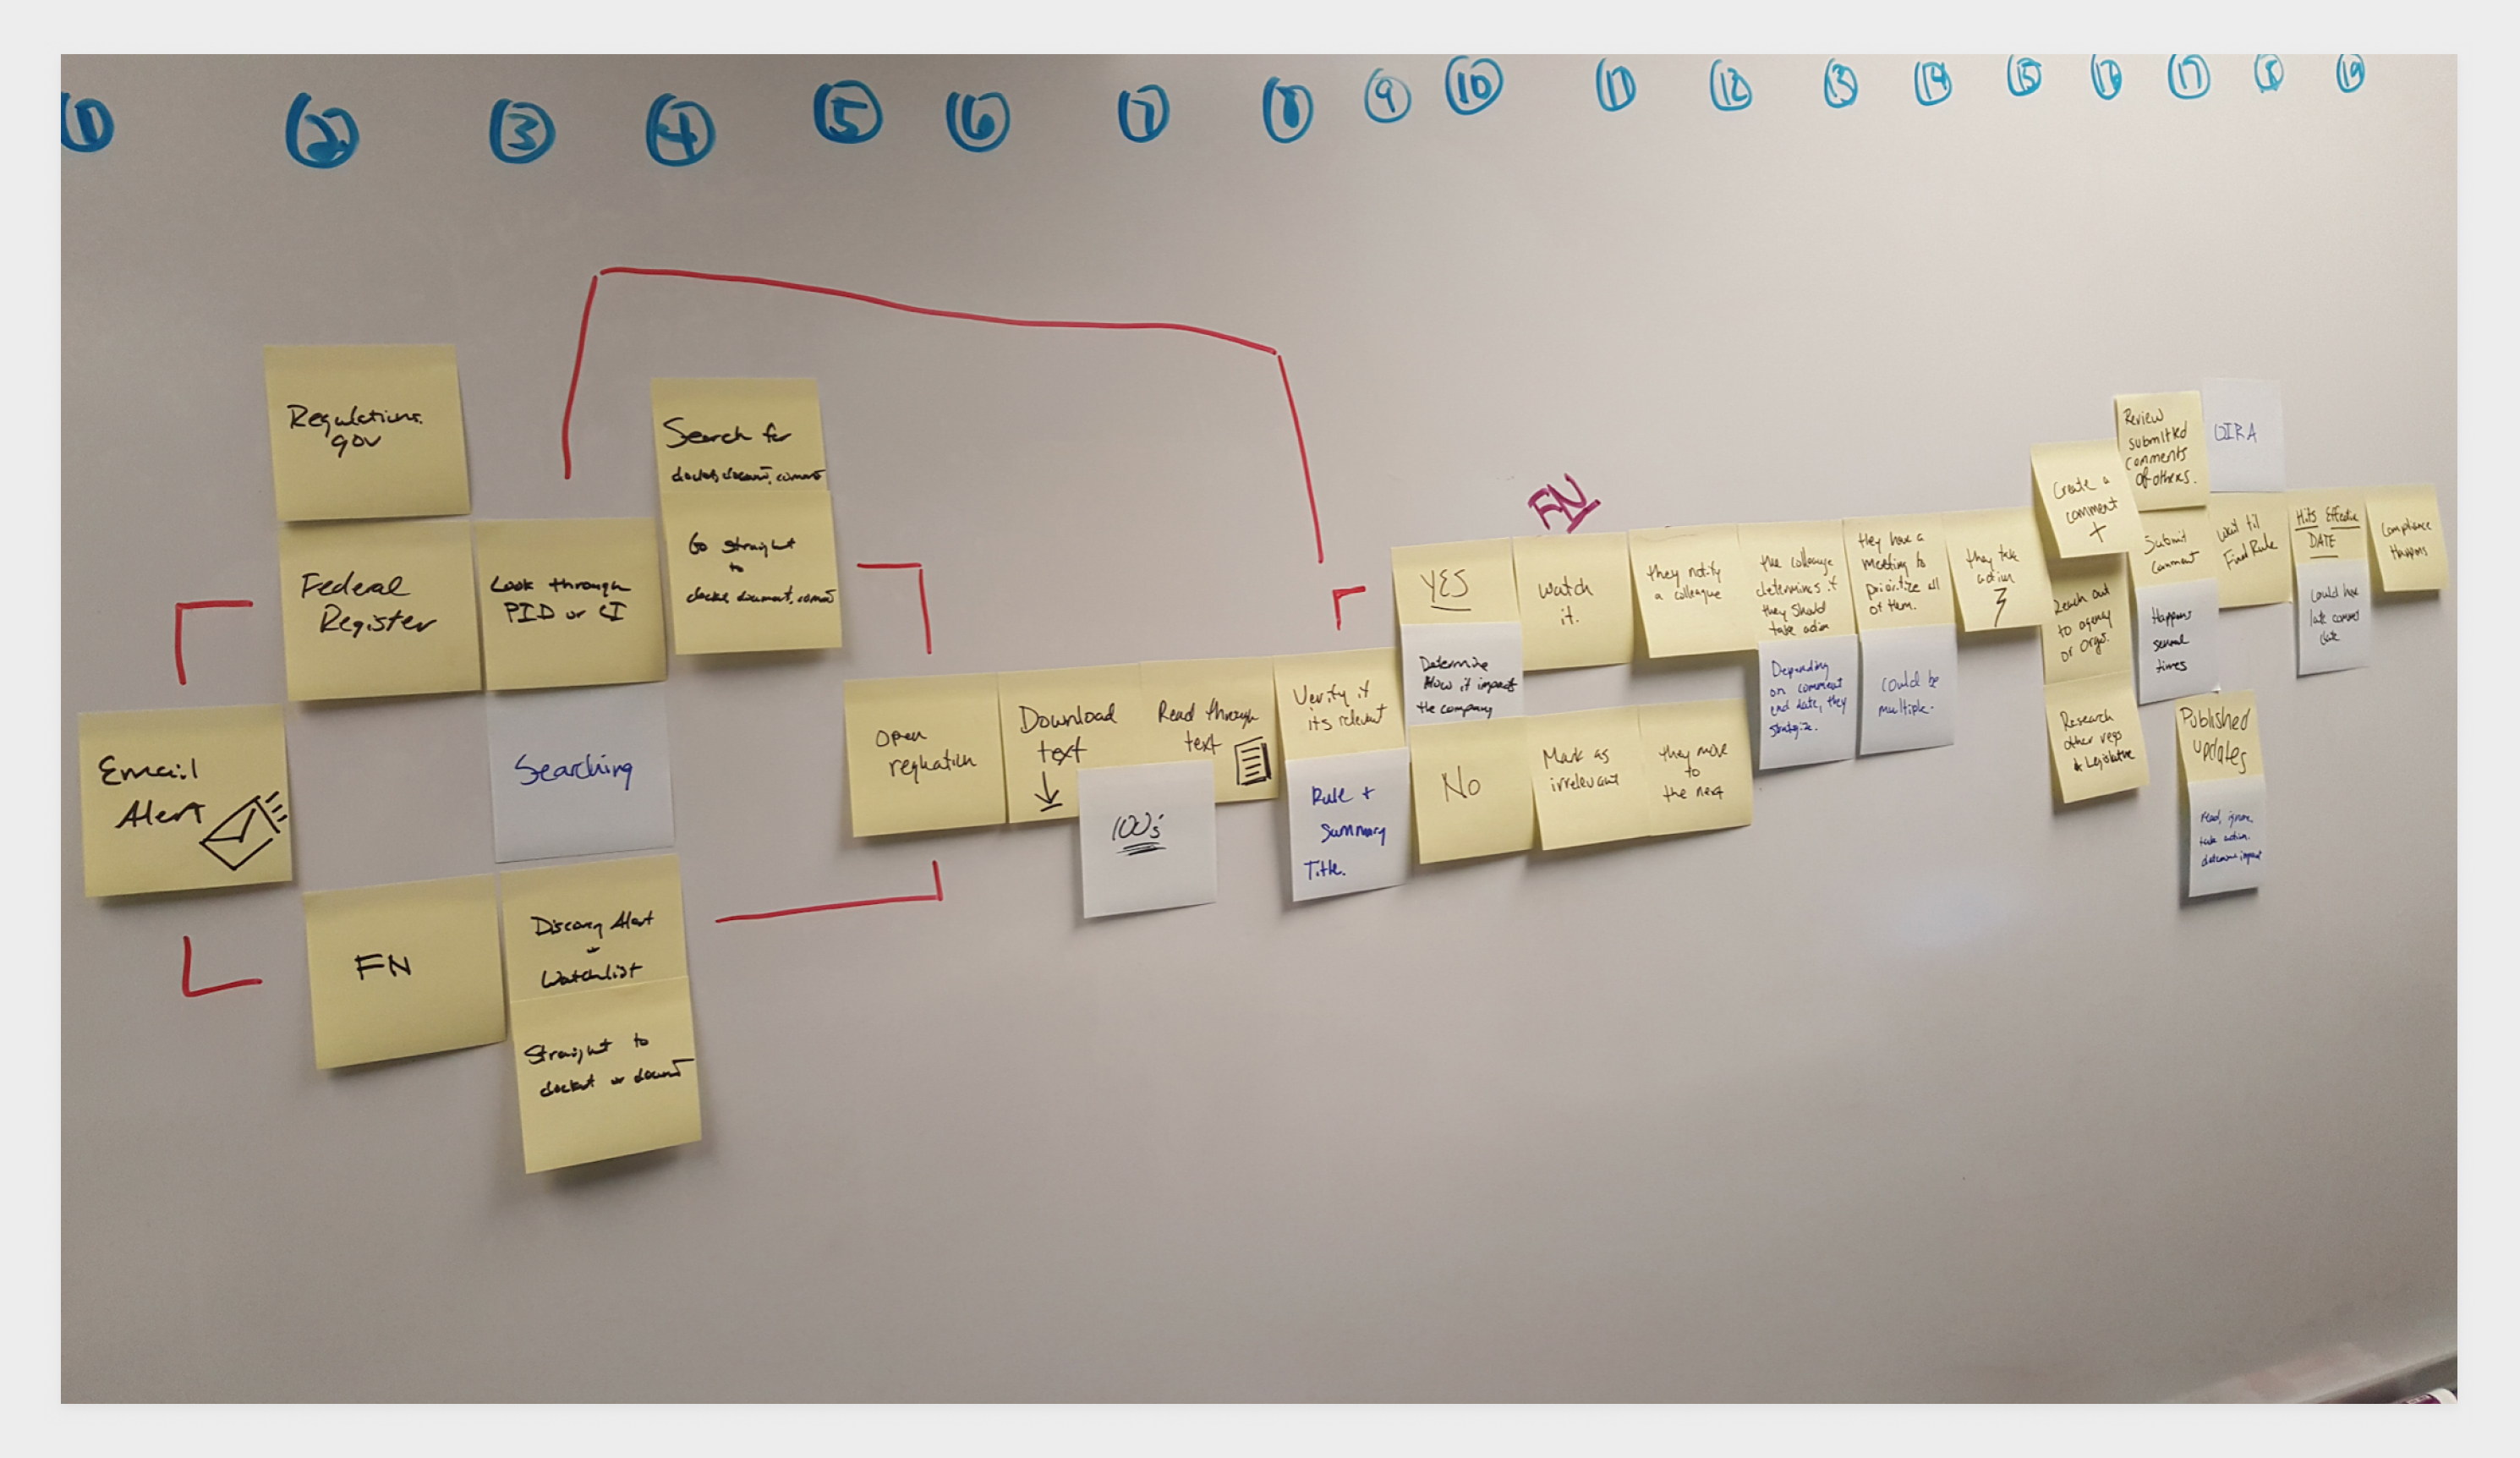 1
2
3
4
5
6
7
8
9
10
11
12
13
14
15
16
17
18
19
Regulations.
gov
Federal
Register
Look through
PID or CI
Search for
docket, document, comment
Go straight
to
docket document, comment
Searching
Email
Alert
FN
Discovery Alert
or
Watchlist
Straight to
docket or document
Open
regulation
Download
text
Read through
text
100's
Verify if
its relevant
Rule +
Summary
Title.
FN
YES
Determine
How it impacts
the company
NO
watch
it.
Mark as
irrelevant
they notify
a colleague
they move
to
the next
the colleague
determines if
they should
take action
Depending
on comment
end date, they
strategize.
they have a
meeting to
prioritize all
of them.
could be
multiple.
they take
action
Create a
comment
+
Reach out
to agency
or orgs.
Research
other regs
& Legislative
Review
submitted
comments
of others.
Submit
Comment
Happens
several
times
OIRA
Wait til
Final Rule
Published
updates
read, ignore,
take action.
determine impact
Hits Effective
DATE
Could have
late comment
date
Compliance
Happens